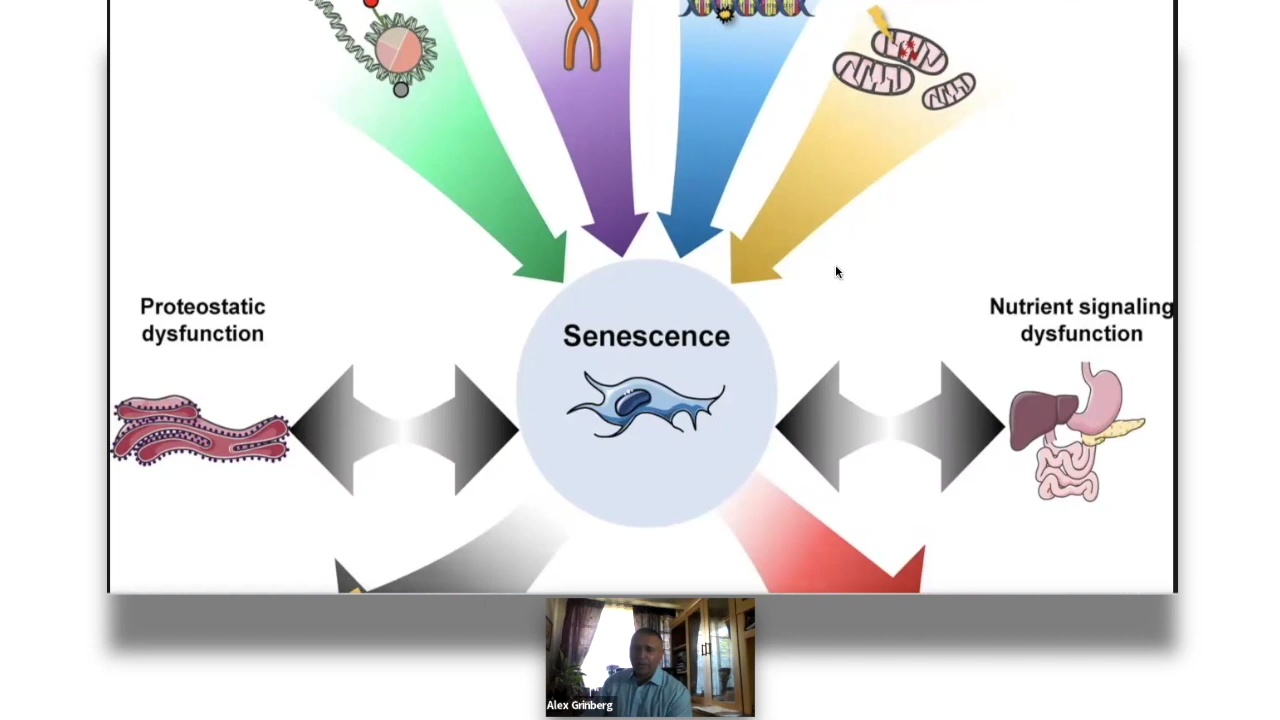 Proteostatic
dysfunction
Senescence
Nutrient signaling
dysfunction
Alex Grinberg